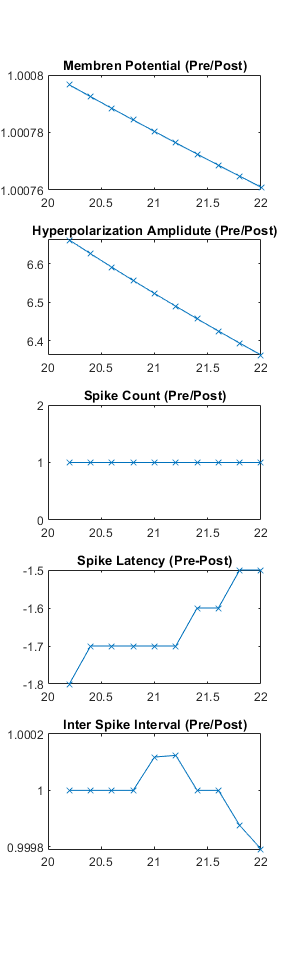 Membren Potential (Pre/Post)
1.0008
1.00078
1.00076
20 20.5 21 21.5 22
Hyperpolarization Amplidute (Pre/Post)
6.6
6.5
6.4
20 20.5 21 21.5 22
Spike Count (Pre/Post)
2
1
0
20 20.5 21 21.5 22
Spike Latency (Pre-Post)
-1.5
-1.6
-1.7
-1.8
20 20.5 21 21.5 22
Inter Spike Interval (Pre/Post)
1.0002
1
0.9998
20 20.5 21 21.5 22